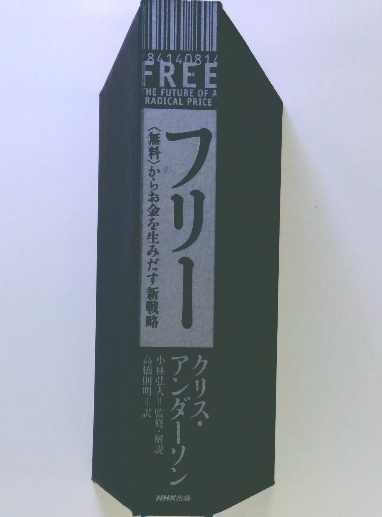 84140814
FREE
THE FUTURE OF A
RADICAL PRICE
フリー
〈無料〉からお金を生みだす新戦略
クリス・
アンダーソン
小林弘人＝監修・解説
高橋則明＝訳
NHK出版